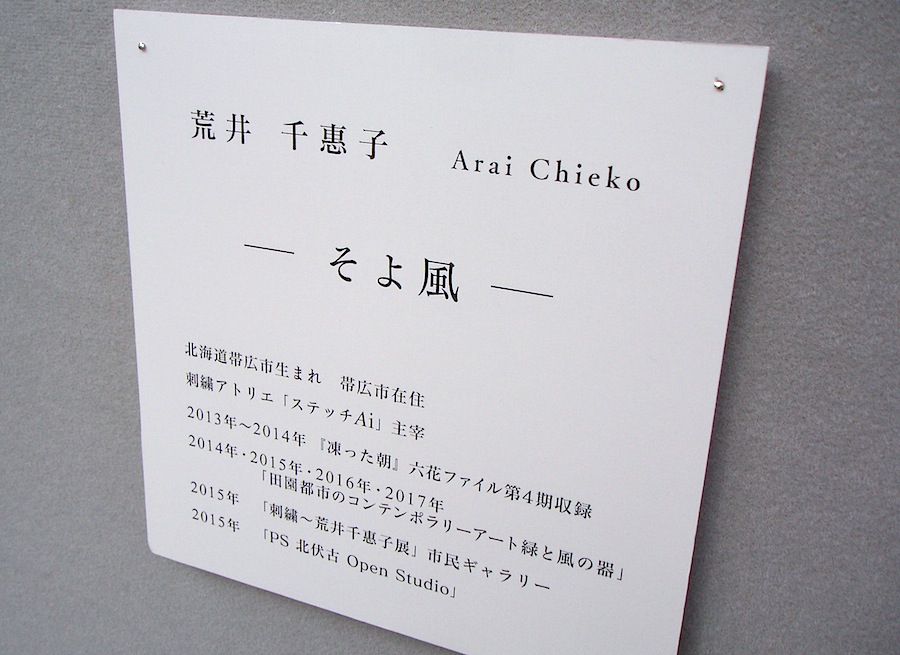 荒井 千惠子 Arai Chieko
― そよ風 ―
北海道帯広市生まれ 帯広市在住
刺繍アトリエ「ステッチAi」主宰
2013年～2014年 『凍った朝』六花ファイル第4期収録
2014年・2015年・2016年・2017年
「田園都市のコンテンポラリーアート緑と風の器」
2015年 「刺繍～荒井千惠子展」市民ギャラリー
2015年 「PS 北伏古 Open Studio」